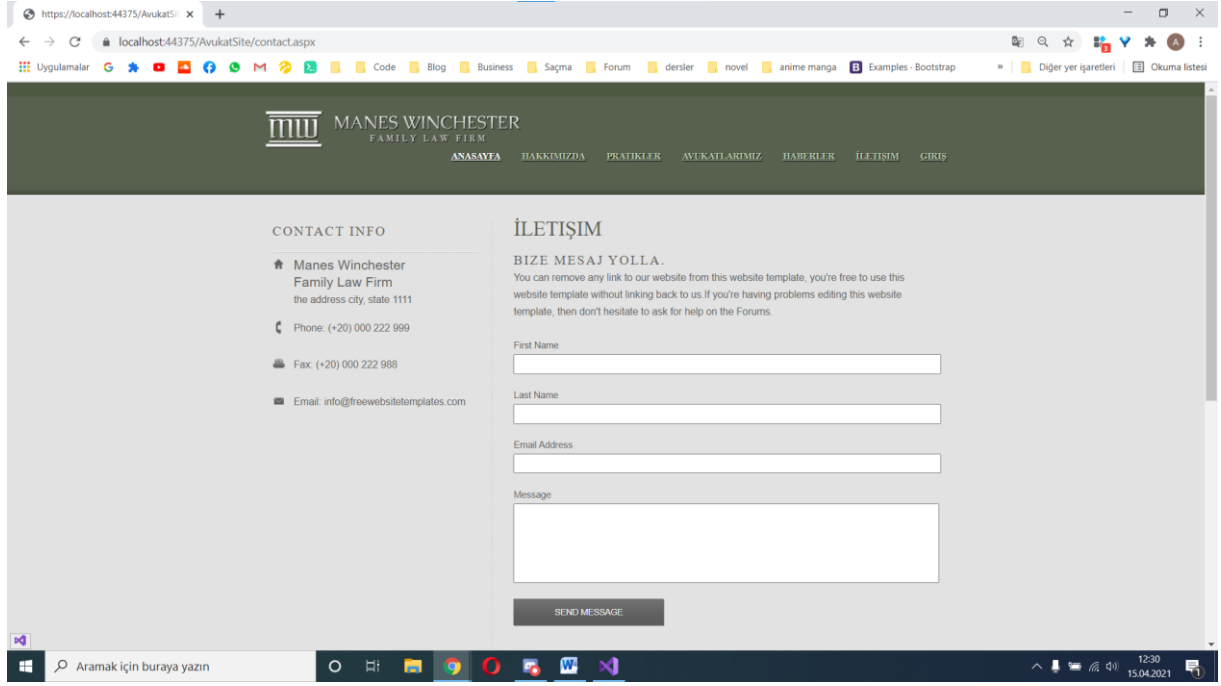 https://localhost:44375/AvukatSi
localhost:44375/AvukatSite/contact.aspx
Uygulamalar Code Blog Business Saçma Forum dersler novel anime manga B Examples - Bootstrap » Diğer yer işaretleri Okuma listesi
MW MANES WINCHESTER
FAMILY LAW FIRM
ANASAYFA HAKKIMIZDA PRATIKLER AVUKATLARIMIZ HABERLER İLETIŞIM GIRIŞ
CONTACT INFO
Manes Winchester
Family Law Firm
the address city, state 1111
Phone: (+20) 000 222 999
Fax: (+20) 000 222 988
Email: info@freewebsitetemplates.com
İLETIŞIM
BIZE MESAJ YOLLA.
You can remove any link to our website from this website template, you're free to use this
website template without linking back to us.If you're having problems editing this website
template, then don't hesitate to ask for help on the Forums.
First Name
Last Name
Email Address
Message
SEND MESSAGE
Aramak için buraya yazın
12:30
15.04.2021